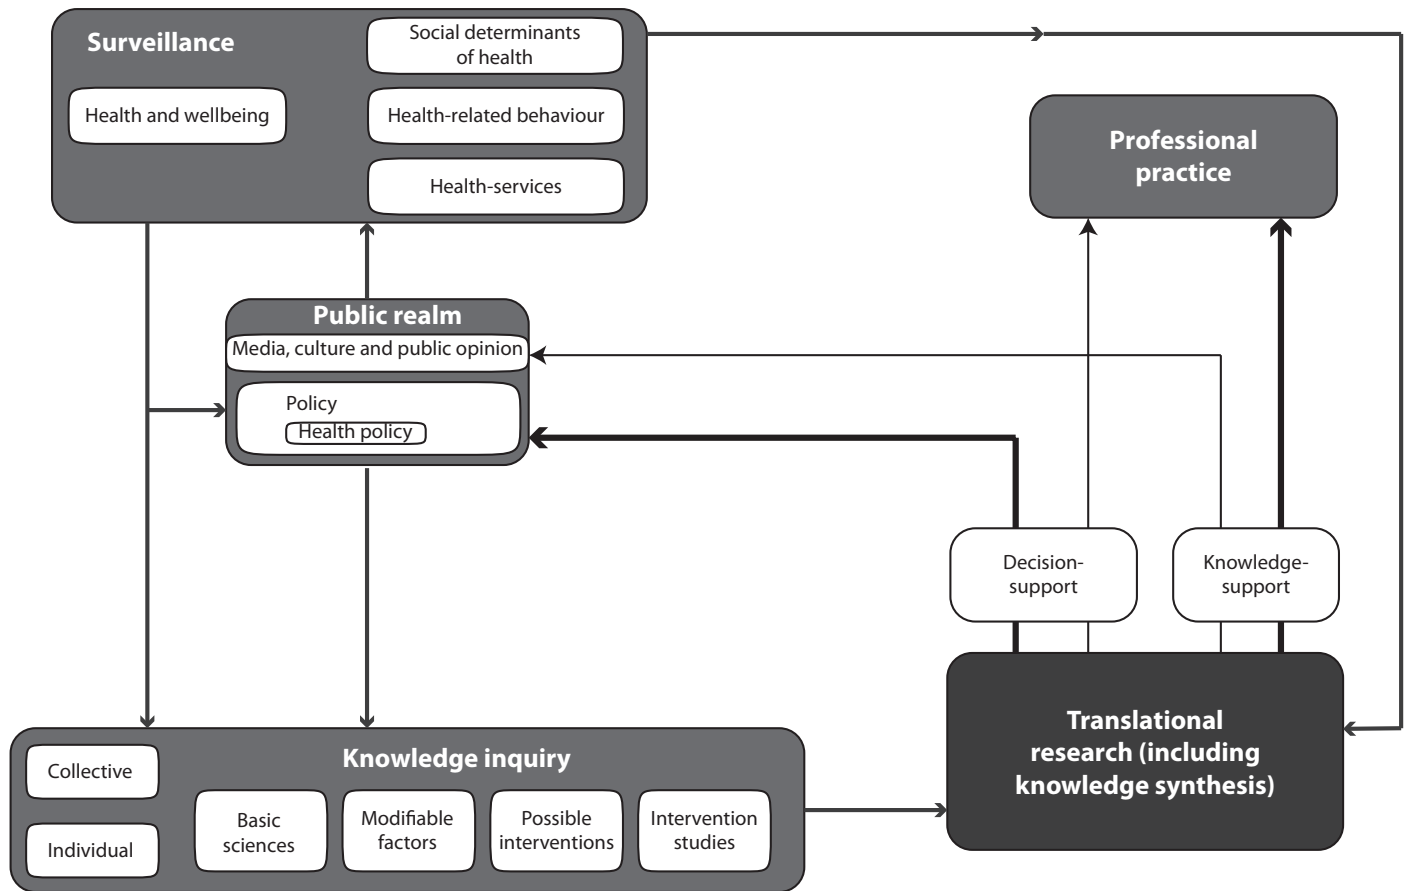 Surveillance
Social determinants
of health
Health and wellbeing
Health-related behaviour
Health-services
Professional
practice
Public realm
Media, culture and public opinion
Policy
Health policy
Decision-
support
Knowledge-
support
Translational
research (including
knowledge synthesis)
Knowledge inquiry
Collective
Individual
Basic
sciences
Modifiable
factors
Possible
interventions
Intervention
studies